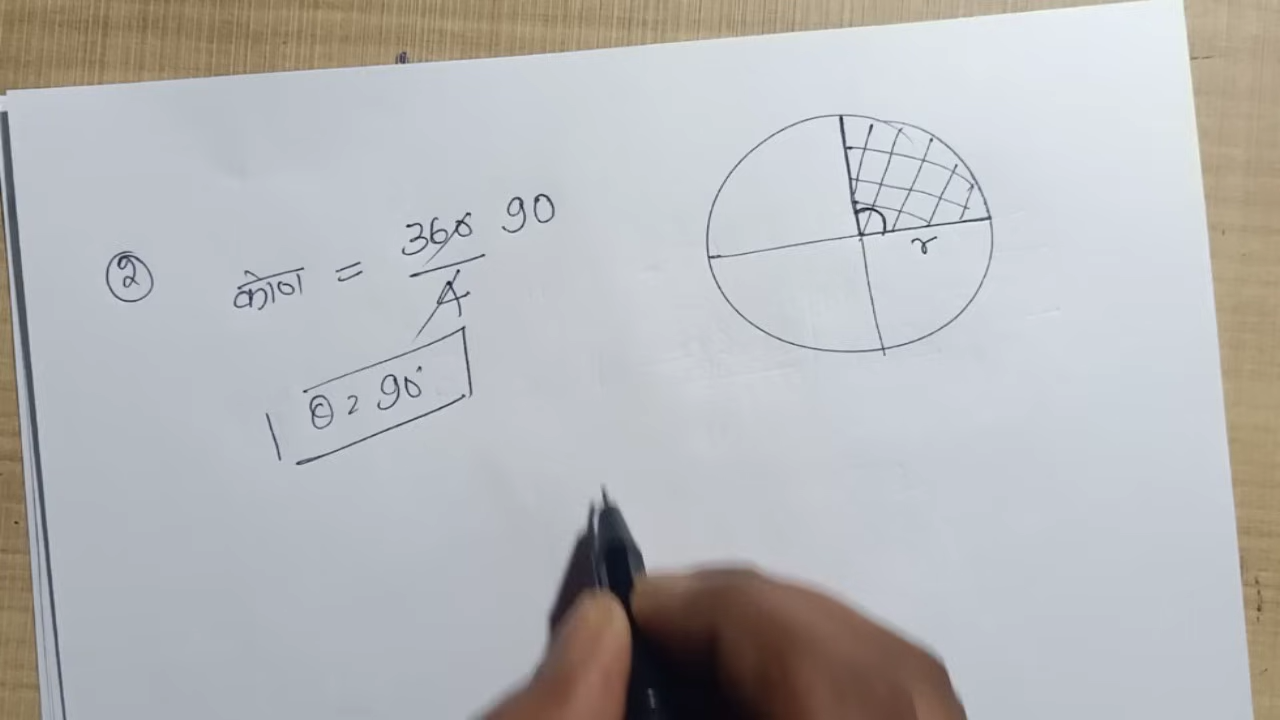 ② कोण = 360/4 90
θ = 90°
r